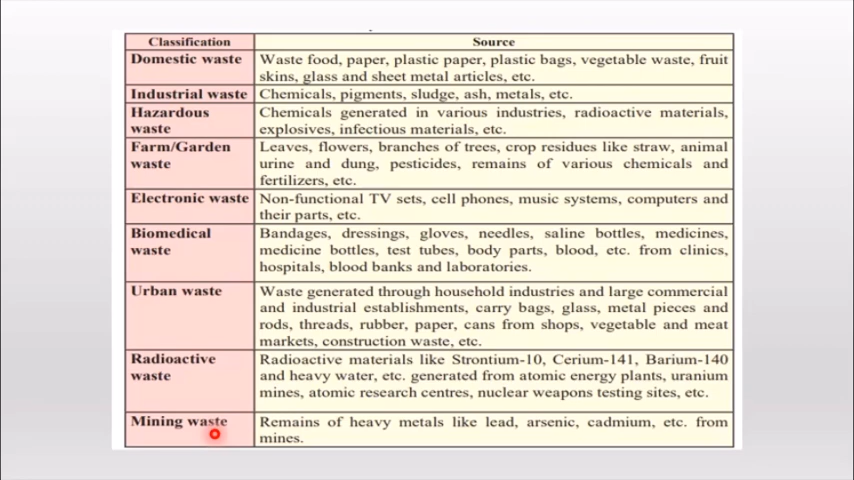 Classification Source
Domestic waste Waste food, paper, plastic paper, plastic bags, vegetable waste, fruit
skins, glass and sheet metal articles, etc.
Industrial waste Chemicals, pigments, sludge, ash, metals, etc.
Hazardous Chemicals generated in various industries, radioactive materials,
waste explosives, infectious materials, etc.
Farm/Garden Leaves, flowers, branches of trees, crop residues like straw, animal
waste urine and dung, pesticides, remains of various chemicals and
fertilizers, etc.
Electronic waste Non-functional TV sets, cell phones, music systems, computers and
their parts, etc.
Biomedical Bandages, dressings, gloves, needles, saline bottles, medicines,
waste medicine bottles, test tubes, body parts, blood, etc. from clinics,
hospitals, blood banks and laboratories.
Urban waste Waste generated through household industries and large commercial
and industrial establishments, carry bags, glass, metal pieces and
rods, threads, rubber, paper, cans from shops, vegetable and meat
markets, construction waste, etc.
Radioactive Radioactive materials like Strontium-10, Cerium-141, Barium-140
waste and heavy water, etc. generated from atomic energy plants, uranium
mines, atomic research centres, nuclear weapons testing sites, etc.
Mining waste Remains of heavy metals like lead, arsenic, cadmium, etc. from
mines.